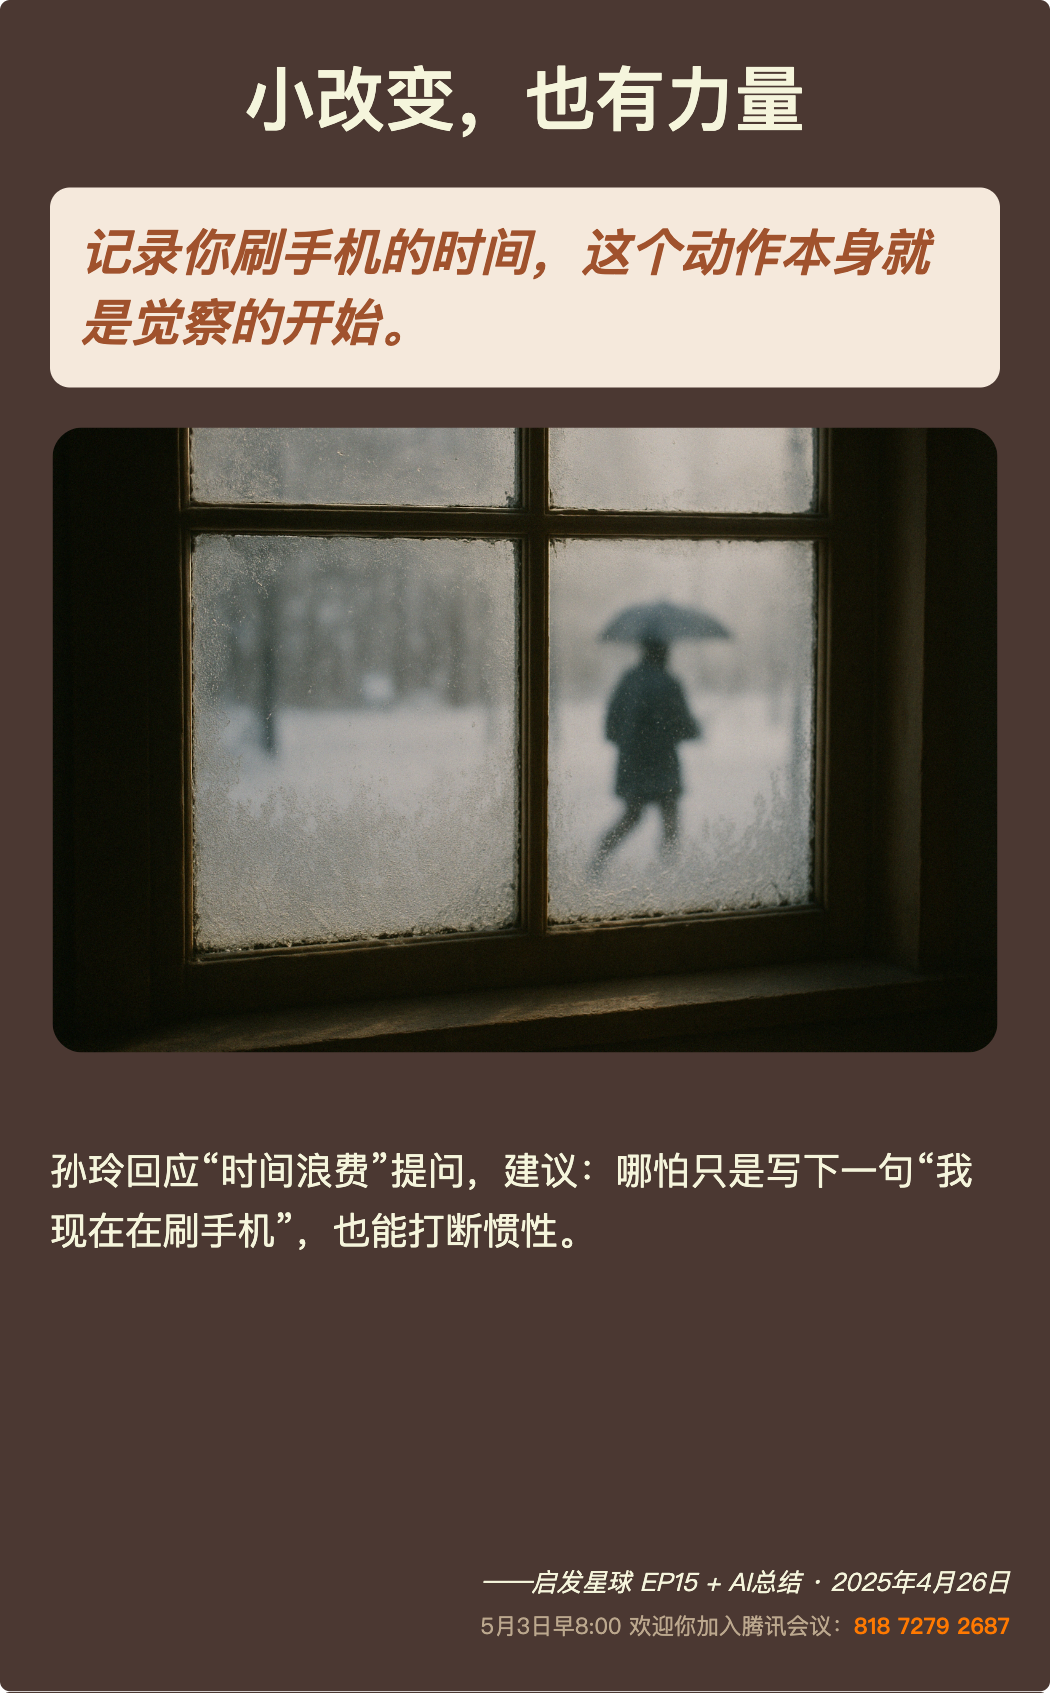 小改变，也有力量
记录你刷手机的时间，这个动作本身就
是觉察的开始。
孙玲回应“时间浪费”提问，建议：哪怕只是写下一句“我
现在在刷手机”，也能打断惯性。
——启发星球 EP15 + AI总结 · 2025年4月26日
5月3日早8:00 欢迎你加入腾讯会议：818 7279 2687